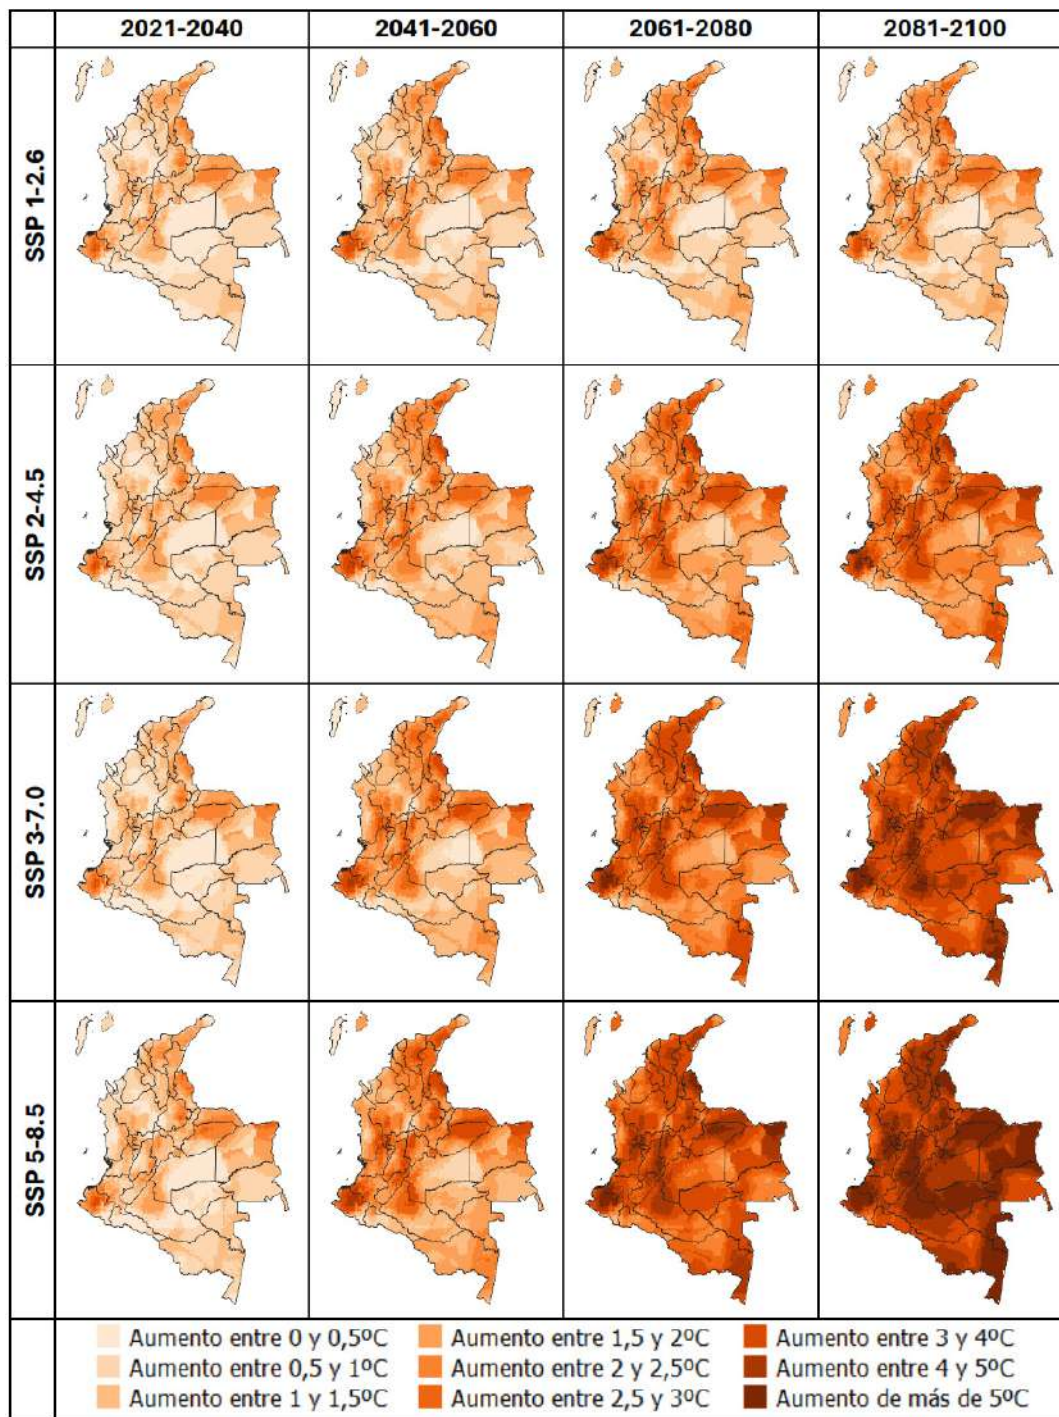 2021-2040 2041-2060 2061-2080 2081-2100
SSP 1-2.6
SSP 2-4.5
SSP 3-7.0
SSP 5-8.5
Aumento entre 0 y 0,5ºC Aumento entre 1,5 y 2ºC Aumento entre 3 y 4ºC
Aumento entre 0,5 y 1ºC Aumento entre 2 y 2,5ºC Aumento entre 4 y 5ºC
Aumento entre 1 y 1,5ºC Aumento entre 2,5 y 3ºC Aumento de más de 5ºC